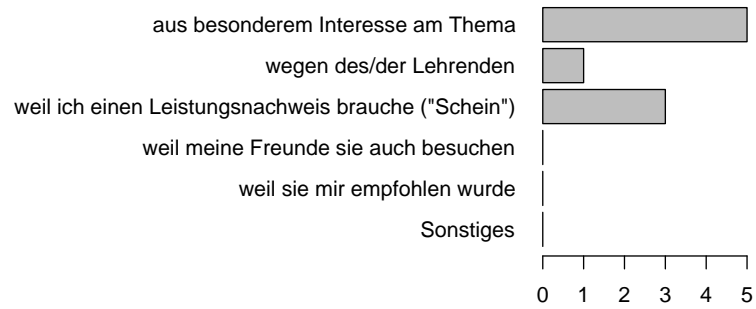 aus besonderem Interesse am Thema
wegen des/der Lehrenden
weil ich einen Leistungsnachweis brauche ("Schein")
weil meine Freunde sie auch besuchen
weil sie mir empfohlen wurde
Sonstiges
0 1 2 3 4 5